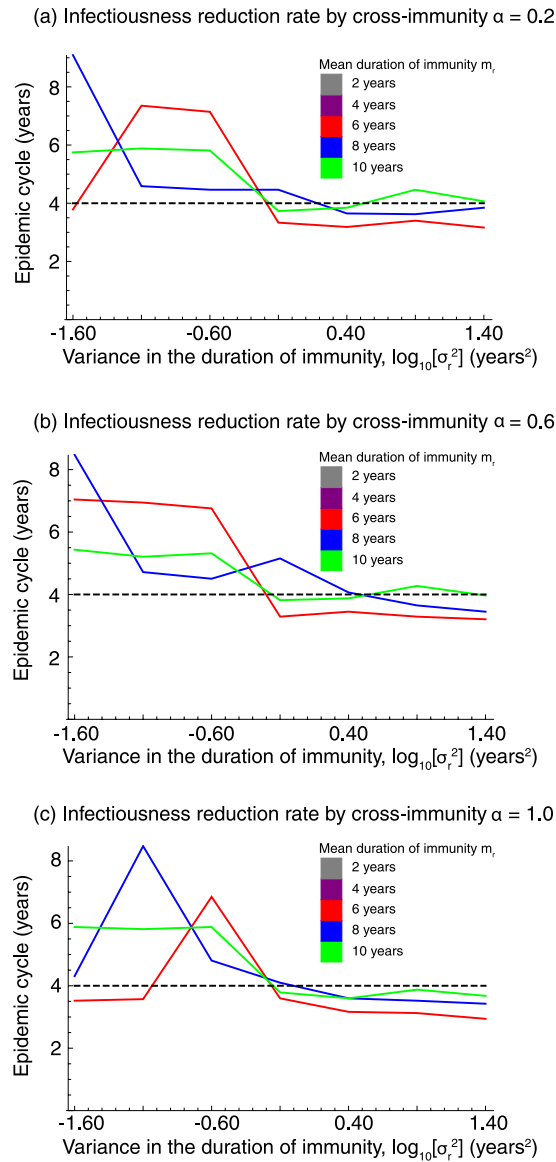 (a) Infectiousness reduction rate by cross-immunity α = 0.2
Epidemic cycle (years)
8
6
4
2
Mean duration of immunity mᵣ
2 years
4 years
6 years
8 years
10 years
-1.60
-0.60
0.40
1.40
Variance in the duration of immunity, log₁₀[σᵣ²] (years²)
(b) Infectiousness reduction rate by cross-immunity α = 0.6
Epidemic cycle (years)
8
6
4
2
Mean duration of immunity mᵣ
2 years
4 years
6 years
8 years
10 years
-1.60
-0.60
0.40
1.40
Variance in the duration of immunity, log₁₀[σᵣ²] (years²)
(c) Infectiousness reduction rate by cross-immunity α = 1.0
Epidemic cycle (years)
8
6
4
2
Mean duration of immunity mᵣ
2 years
4 years
6 years
8 years
10 years
-1.60
-0.60
0.40
1.40
Variance in the duration of immunity, log₁₀[σᵣ²] (years²)